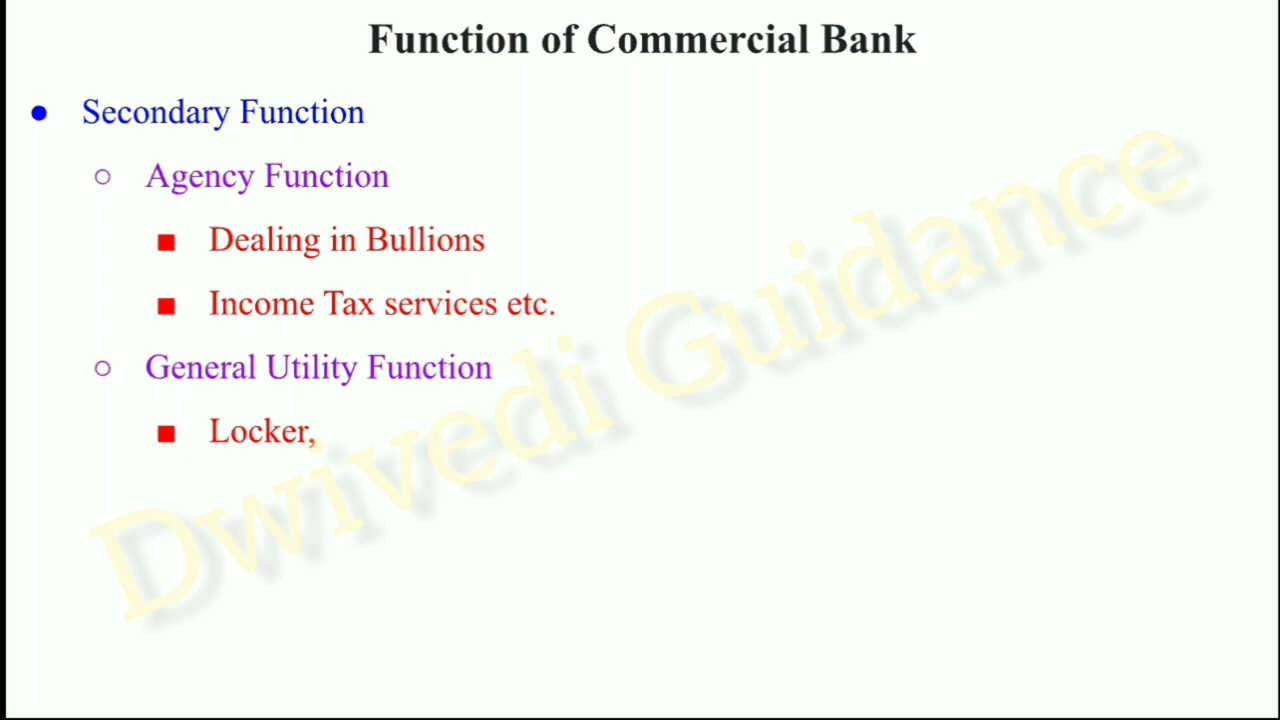 Function of Commercial Bank
● Secondary Function
○ Agency Function
■ Dealing in Bullions
■ Income Tax services etc.
○ General Utility Function
■ Locker,
Dwivedi Guidance